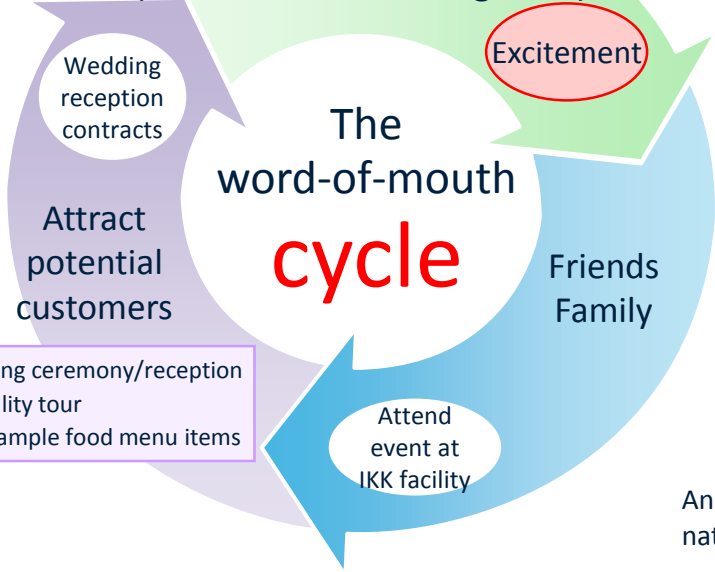 Excitement
Wedding
reception
contracts
The
word-of-mouth
cycle
Attract
potential
customers
Friends
Family
ng ceremony/reception
lity tour
ample food menu items
Attend
event at
IKK facility
An
nat